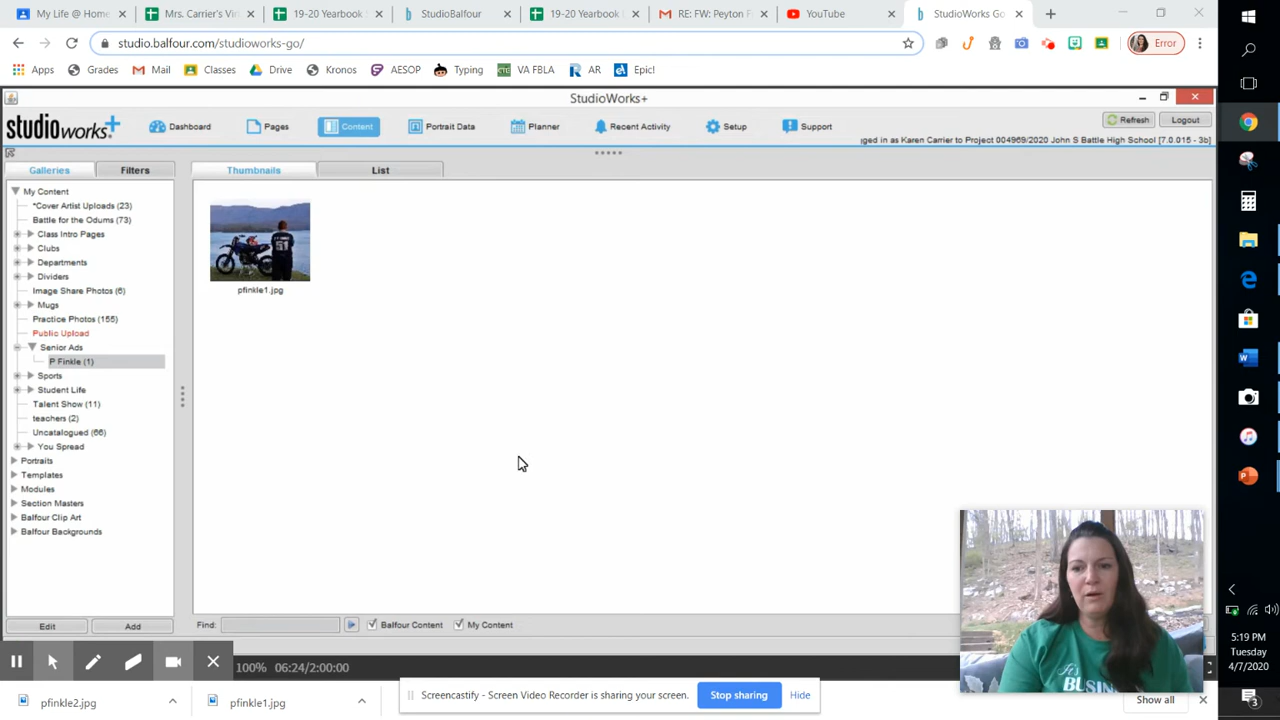 My Life @ Home
Mrs. Carrier's Vir
19-20 Yearbook S
StudioBalfour
19-20 Yearbook L
RE: FW: Peyton F
YouTube
StudioWorks Go
studio.balfour.com/studioworks-go/
Error
Apps
Grades
Mail
Classes
Drive
Kronos
AESOP
Typing
VA FBLA
AR
Epic!
StudioWorks+
studioworks+
Dashboard
Pages
Content
Portrait Data
Planner
Recent Activity
Setup
Support
Refresh
Logout
ged in as Karen Carrier to Project 004969/2020 John S Battle High School [7.0.015 - 3b]
Galleries
Filters
Thumbnails
List
My Content
*Cover Artist Uploads (23)
Battle for the Odums (73)
Class Intro Pages
Clubs
Departments
Dividers
Image Share Photos (6)
Mugs
Practice Photos (155)
Public Upload
Senior Ads
P Finkle (1)
Sports
Student Life
Talent Show (11)
teachers (2)
Uncatalogued (66)
You Spread
Portraits
Templates
Modules
Section Masters
Balfour Clip Art
Balfour Backgrounds
51
pfinkle1.jpg
Edit
Add
Find:
Balfour Content
My Content
100%
06:24/2:00:00
BUSIN
pfinkle2.jpg
pfinkle1.jpg
Screencastify - Screen Video Recorder is sharing your screen.
Stop sharing
Hide
Show all
5:19 PM
Tuesday
4/7/2020
3